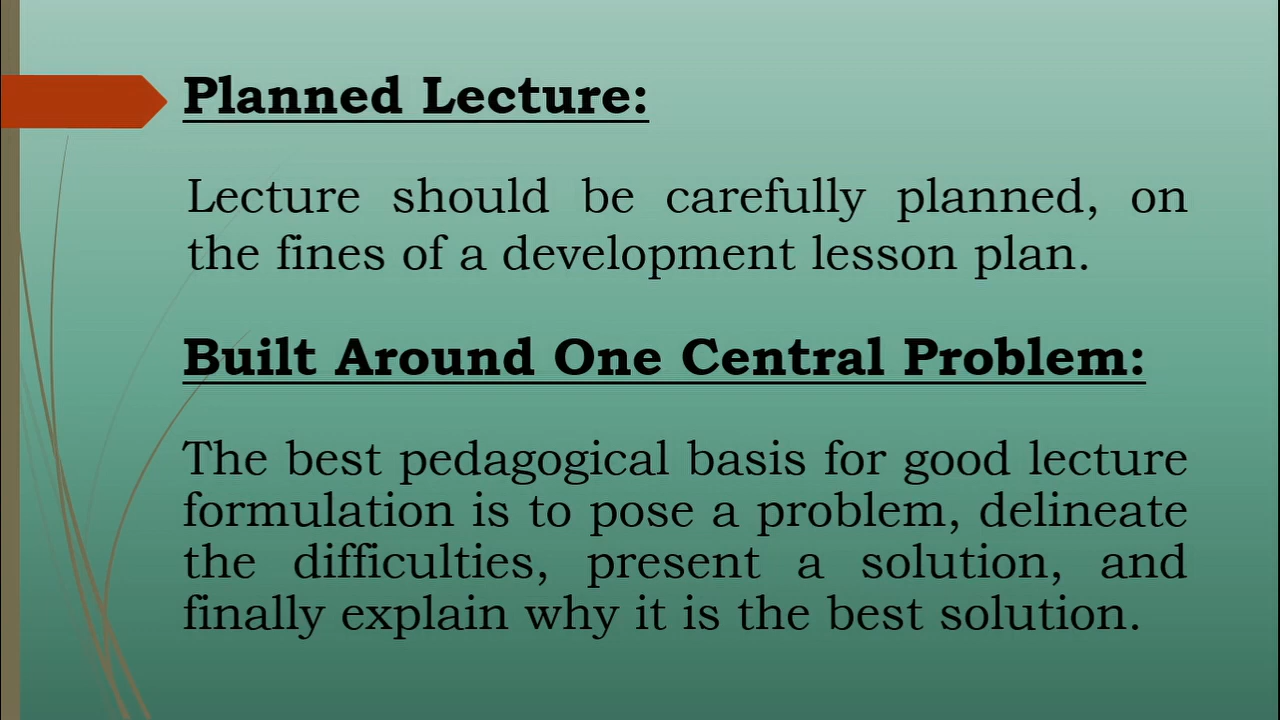 Planned Lecture:
Lecture should be carefully planned, on
the fines of a development lesson plan.
Built Around One Central Problem:
The best pedagogical basis for good lecture
formulation is to pose a problem, delineate
the difficulties, present a solution, and
finally explain why it is the best solution.